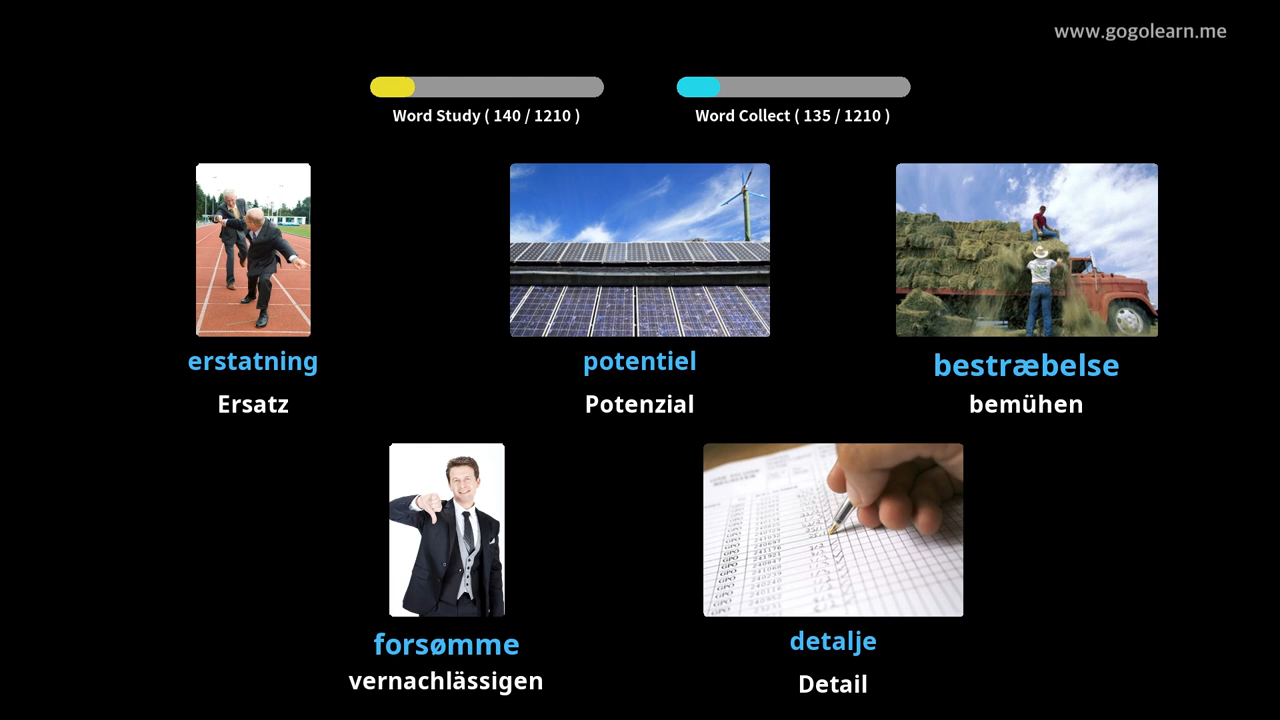 www.gogolearn.me
Word Study ( 140 / 1210 )
Word Collect ( 135 / 1210 )
erstatning
Ersatz
potentiel
Potenzial
bestræbelse
bemühen
forsømme
vernachlässigen
detalje
Detail